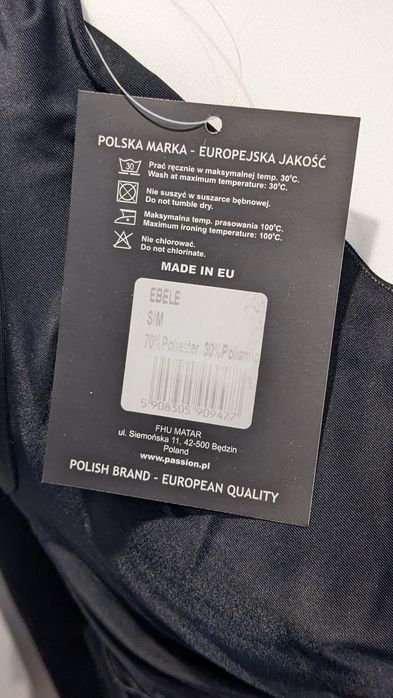 POLSKA MARKA - EUROPEJSKA JAKOŚĆ
30
Prać ręcznie w maksymalnej temp. 30°C.
Wash at maximum temperature: 30°C.
Nie suszyć w suszarce bębnowej.
Do not tumble dry.
Maksymalna temp. prasowania 100°C.
Maximum ironing temperature: 100°C.
Nie chlorować.
Do not chlorinate.
MADE IN EU
EBELE
S/M
70%Poliester, 30%Poliamid
5 908305 909477
FHU MATAR
ul. Siemońska 11, 42-500 Będzin
Poland
www.passion.pl
POLISH BRAND - EUROPEAN QUALITY